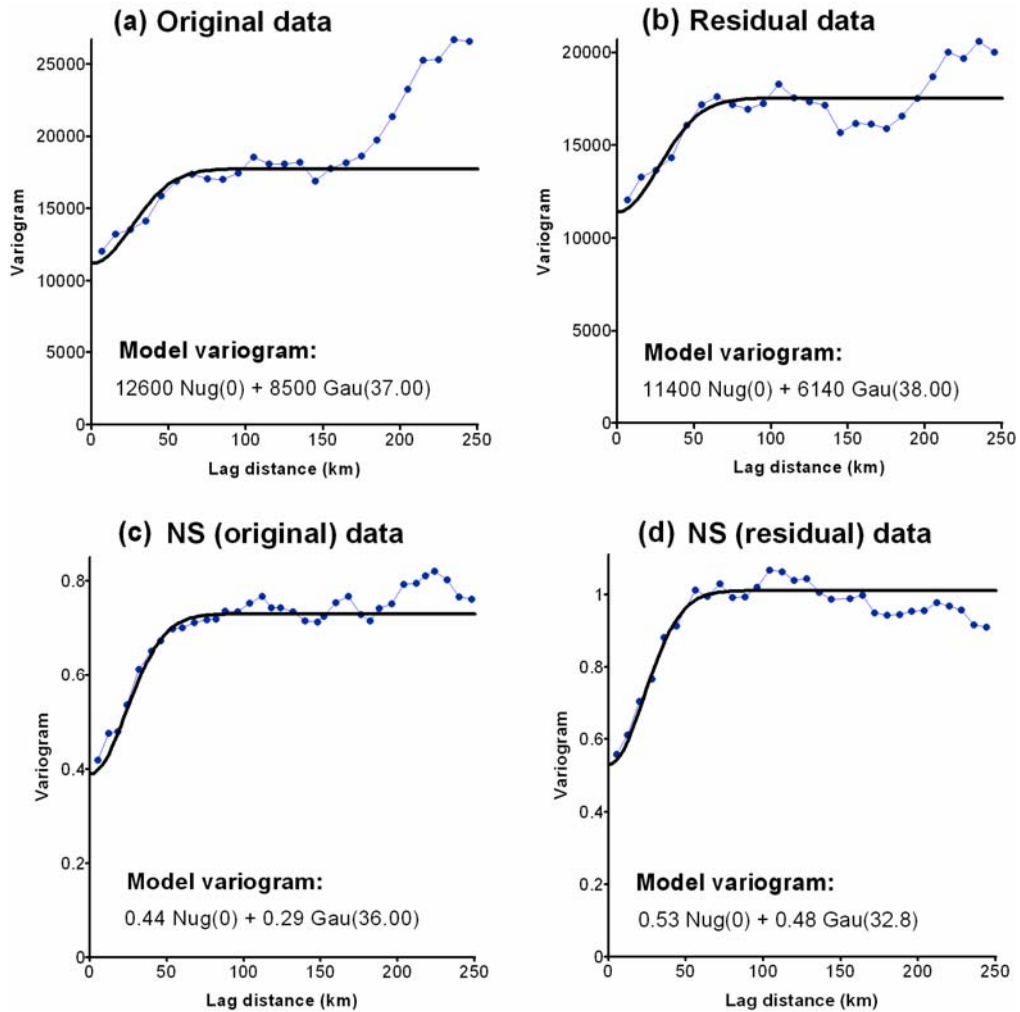 (a) Original data
25000
20000
15000
10000
5000
0
Variogram
Model variogram:
12600 Nug(0) + 8500 Gau(37.00)
0 50 100 150 200 250
Lag distance (km)
(b) Residual data
20000
15000
10000
5000
0
Variogram
Model variogram:
11400 Nug(0) + 6140 Gau(38.00)
0 50 100 150 200 250
Lag distance (km)
(c) NS (original) data
0.8
0.6
0.4
0.2
0
Variogram
Model variogram:
0.44 Nug(0) + 0.29 Gau(36.00)
0 50 100 150 200 250
Lag distance (km)
(d) NS (residual) data
1
0.8
0.6
0.4
0.2
0
Variogram
Model variogram:
0.53 Nug(0) + 0.48 Gau(32.8)
0 50 100 150 200 250
Lag distance (km)